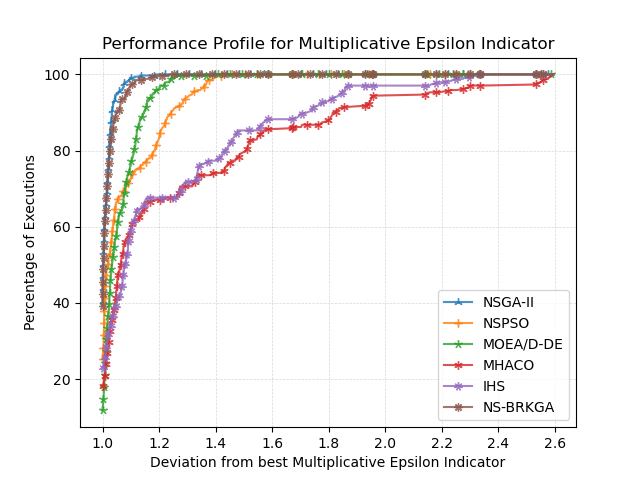 Performance Profile for Multiplicative Epsilon Indicator
Percentage of Executions
100
80
60
40
20
1.0 1.2 1.4 1.6 1.8 2.0 2.2 2.4 2.6
Deviation from best Multiplicative Epsilon Indicator
NSGA-II
NSPSO
MOEA/D-DE
MHACO
IHS
NS-BRKGA